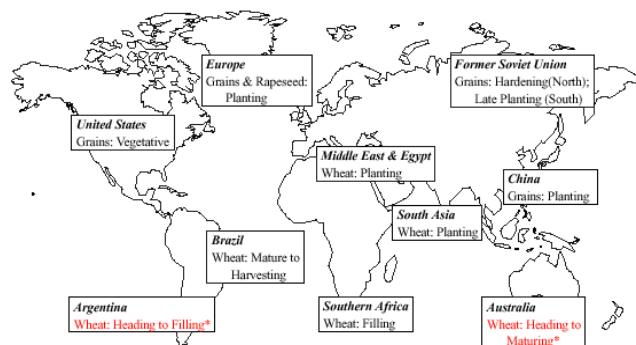 Europe
Grains & Rapeseed:
Planting
Former Soviet Union
Grains: Hardening(North);
Late Planting (South)
United States
Grains: Vegetative
Middle East & Egypt
Wheat: Planting
China
Grains: Planting
South Asia
Wheat: Planting
Brazil
Wheat: Mature to
Harvesting
Argentina
Wheat: Heading to Filling*
Southern Africa
Wheat: Filling
Australia
Wheat: Heading to
Maturing*